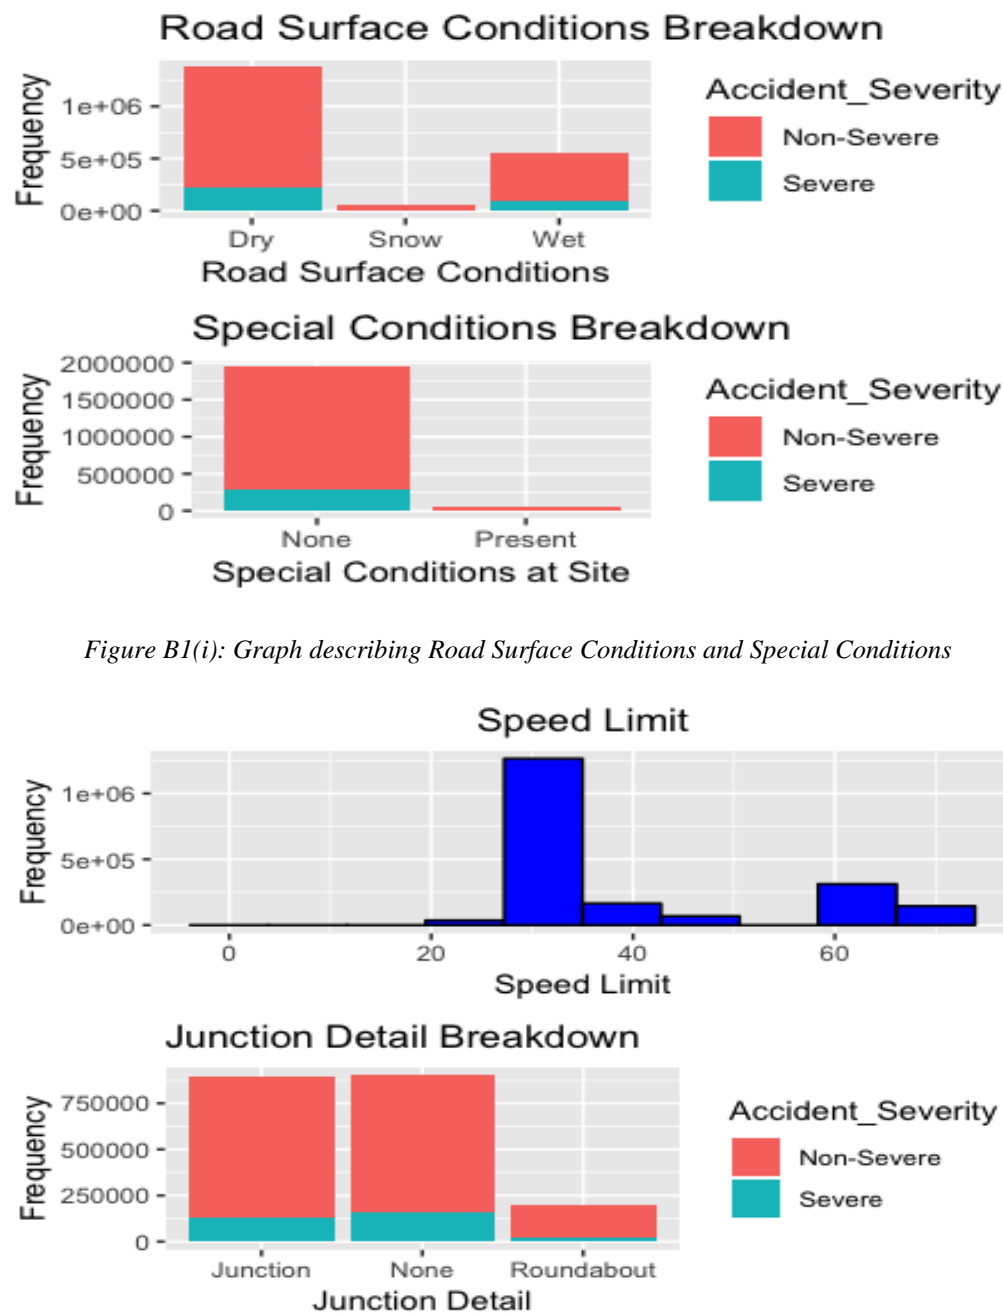 Road Surface Conditions Breakdown
Frequency
1e+06
5e+05
0e+00
Dry Snow Wet
Road Surface Conditions
Accident_Severity
Non-Severe
Severe
Special Conditions Breakdown
Frequency
2000000
1500000
1000000
500000
0
None Present
Special Conditions at Site
Accident_Severity
Non-Severe
Severe
Figure B1(i): Graph describing Road Surface Conditions and Special Conditions
Speed Limit
Frequency
1e+06
5e+05
0e+00
0 20 40 60
Speed Limit
Junction Detail Breakdown
Frequency
750000
500000
250000
0
Junction None Roundabout
Junction Detail
Accident_Severity
Non-Severe
Severe